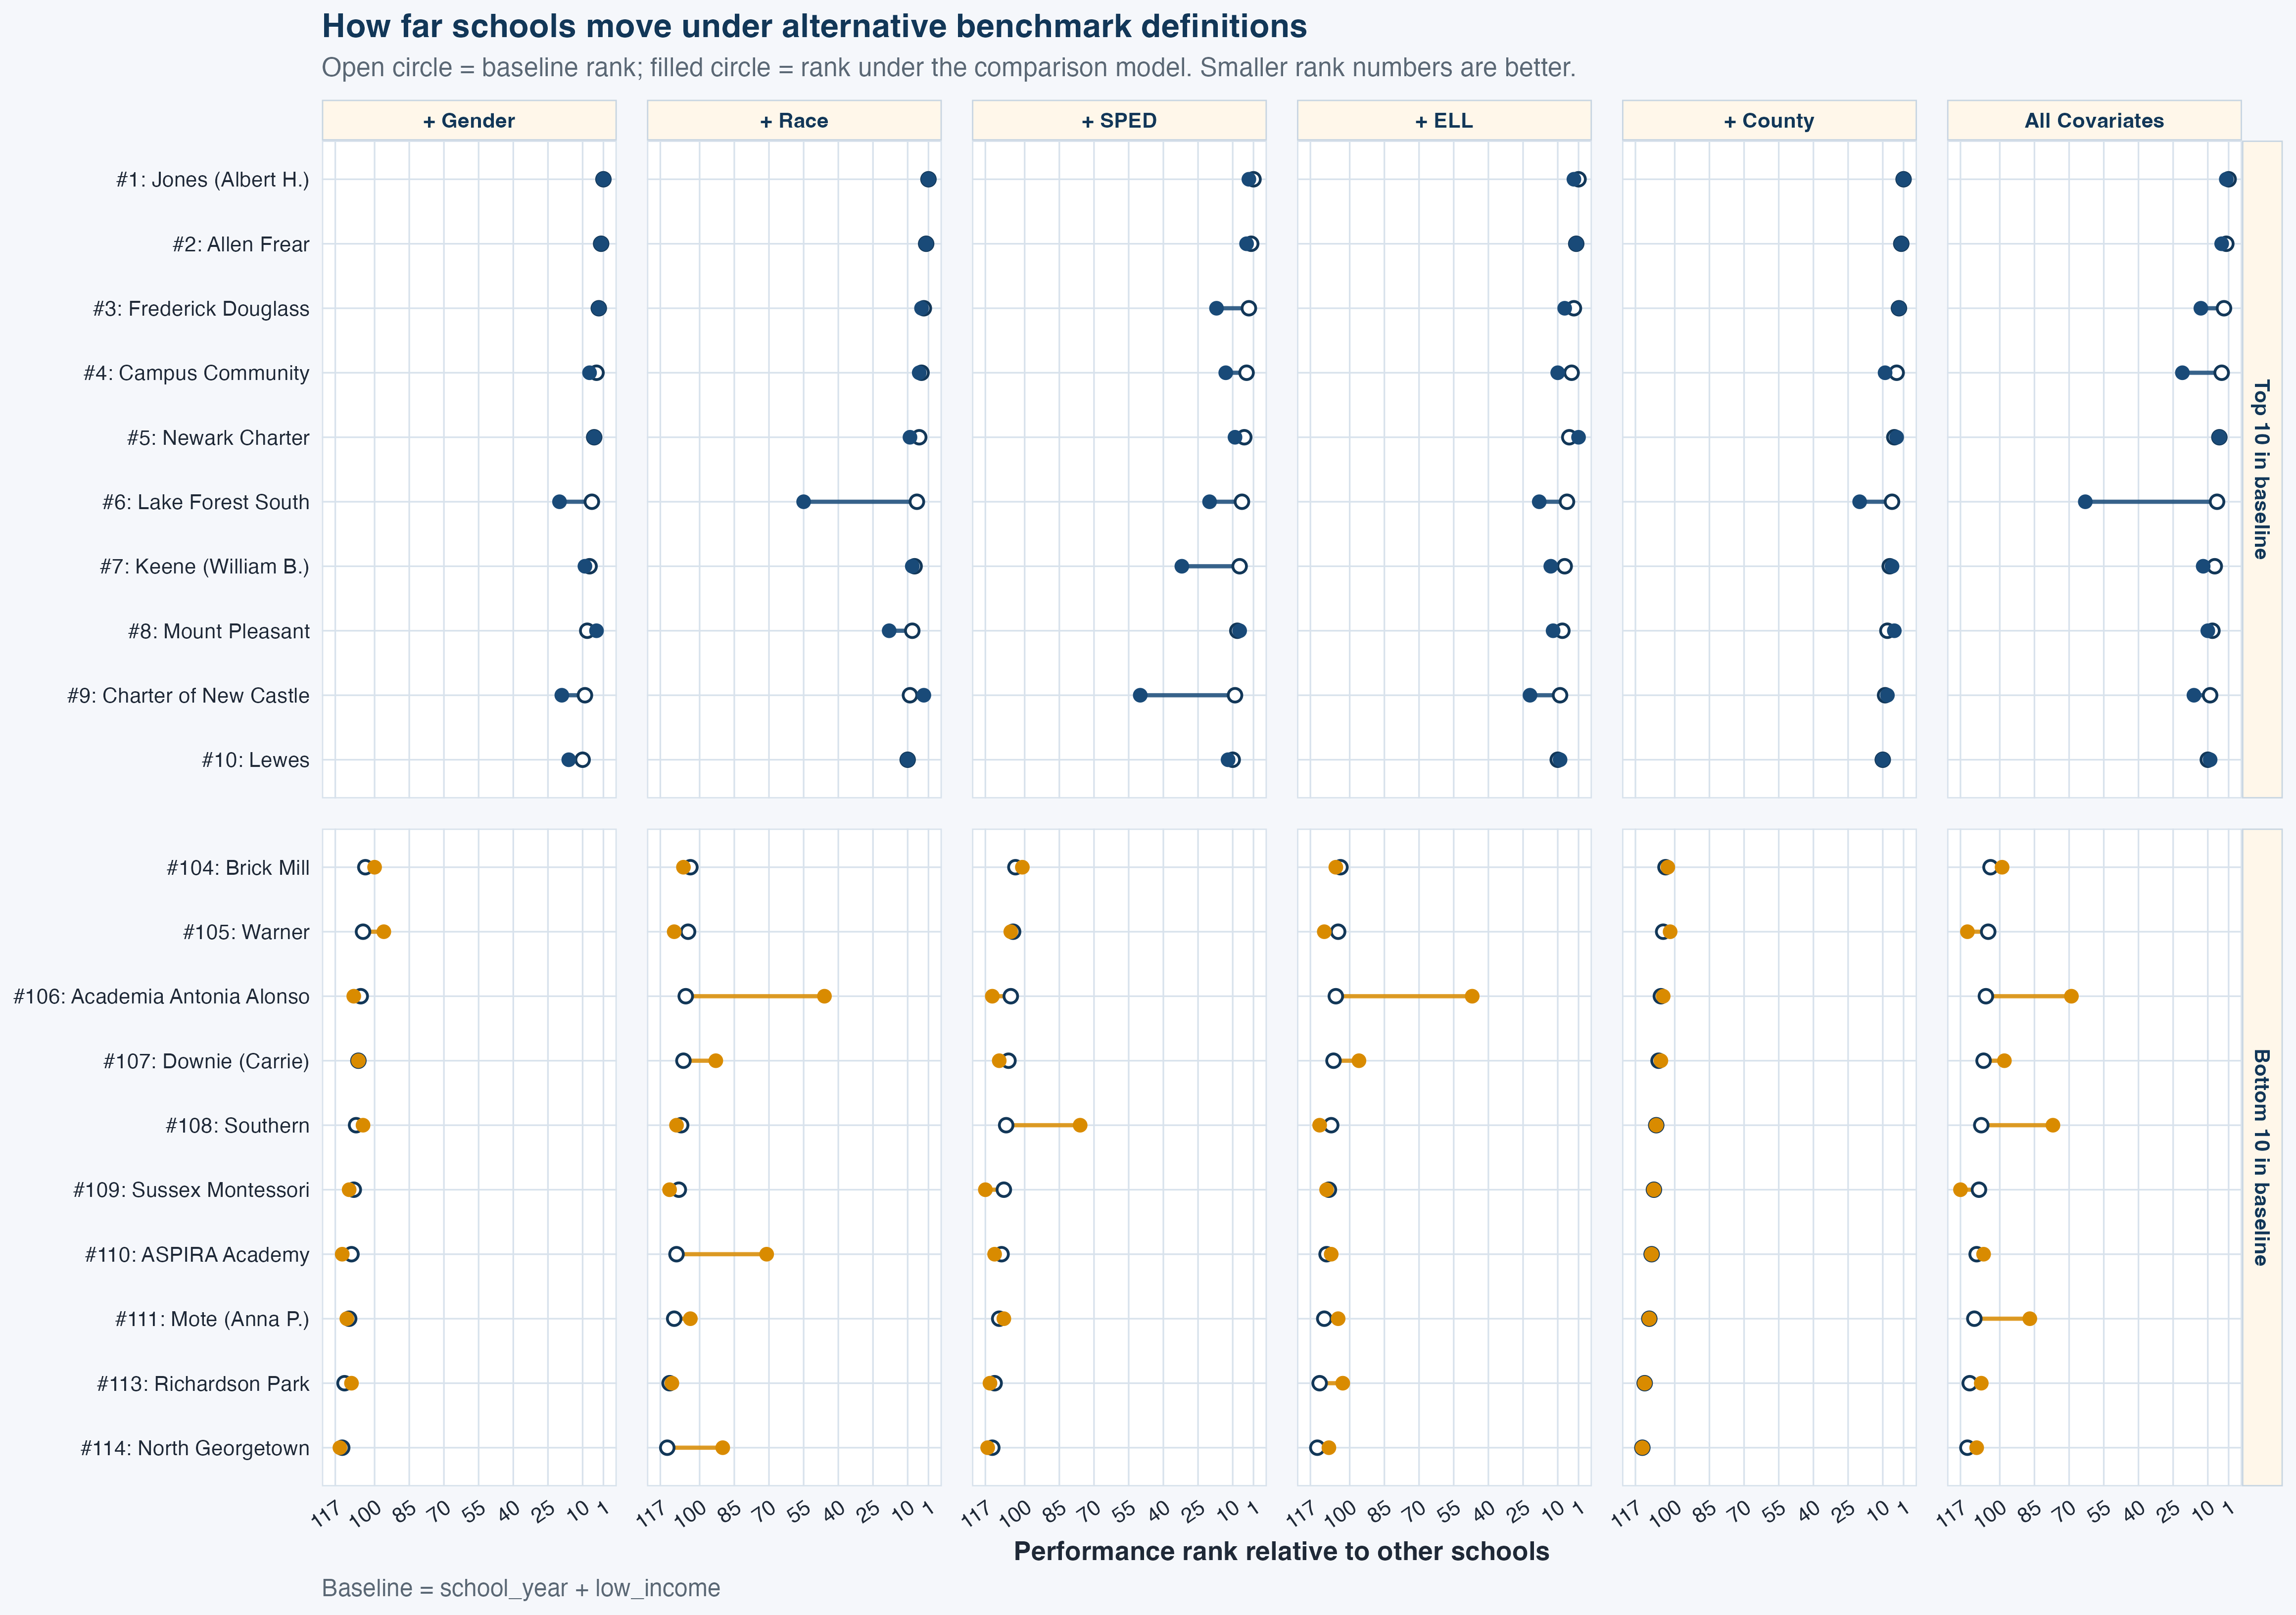 How far schools move under alternative benchmark definitions
Open circle = baseline rank; filled circle = rank under the comparison model. Smaller rank numbers are better.
+ Gender
+ Race
+ SPED
+ ELL
+ County
All Covariates
#1: Jones (Albert H.)
#2: Allen Frear
#3: Frederick Douglass
#4: Campus Community
#5: Newark Charter
#6: Lake Forest South
#7: Keene (William B.)
#8: Mount Pleasant
#9: Charter of New Castle
#10: Lewes
Top 10 in baseline
#104: Brick Mill
#105: Warner
#106: Academia Antonia Alonso
#107: Downie (Carrie)
#108: Southern
#109: Sussex Montessori
#110: ASPIRA Academy
#111: Mote (Anna P.)
#113: Richardson Park
#114: North Georgetown
Bottom 10 in baseline
117 100 85 70 55 40 25 10 1
117 100 85 70 55 40 25 10 1
117 100 85 70 55 40 25 10 1
117 100 85 70 55 40 25 10 1
117 100 85 70 55 40 25 10 1
117 100 85 70 55 40 25 10 1
Performance rank relative to other schools
Baseline = school_year + low_income